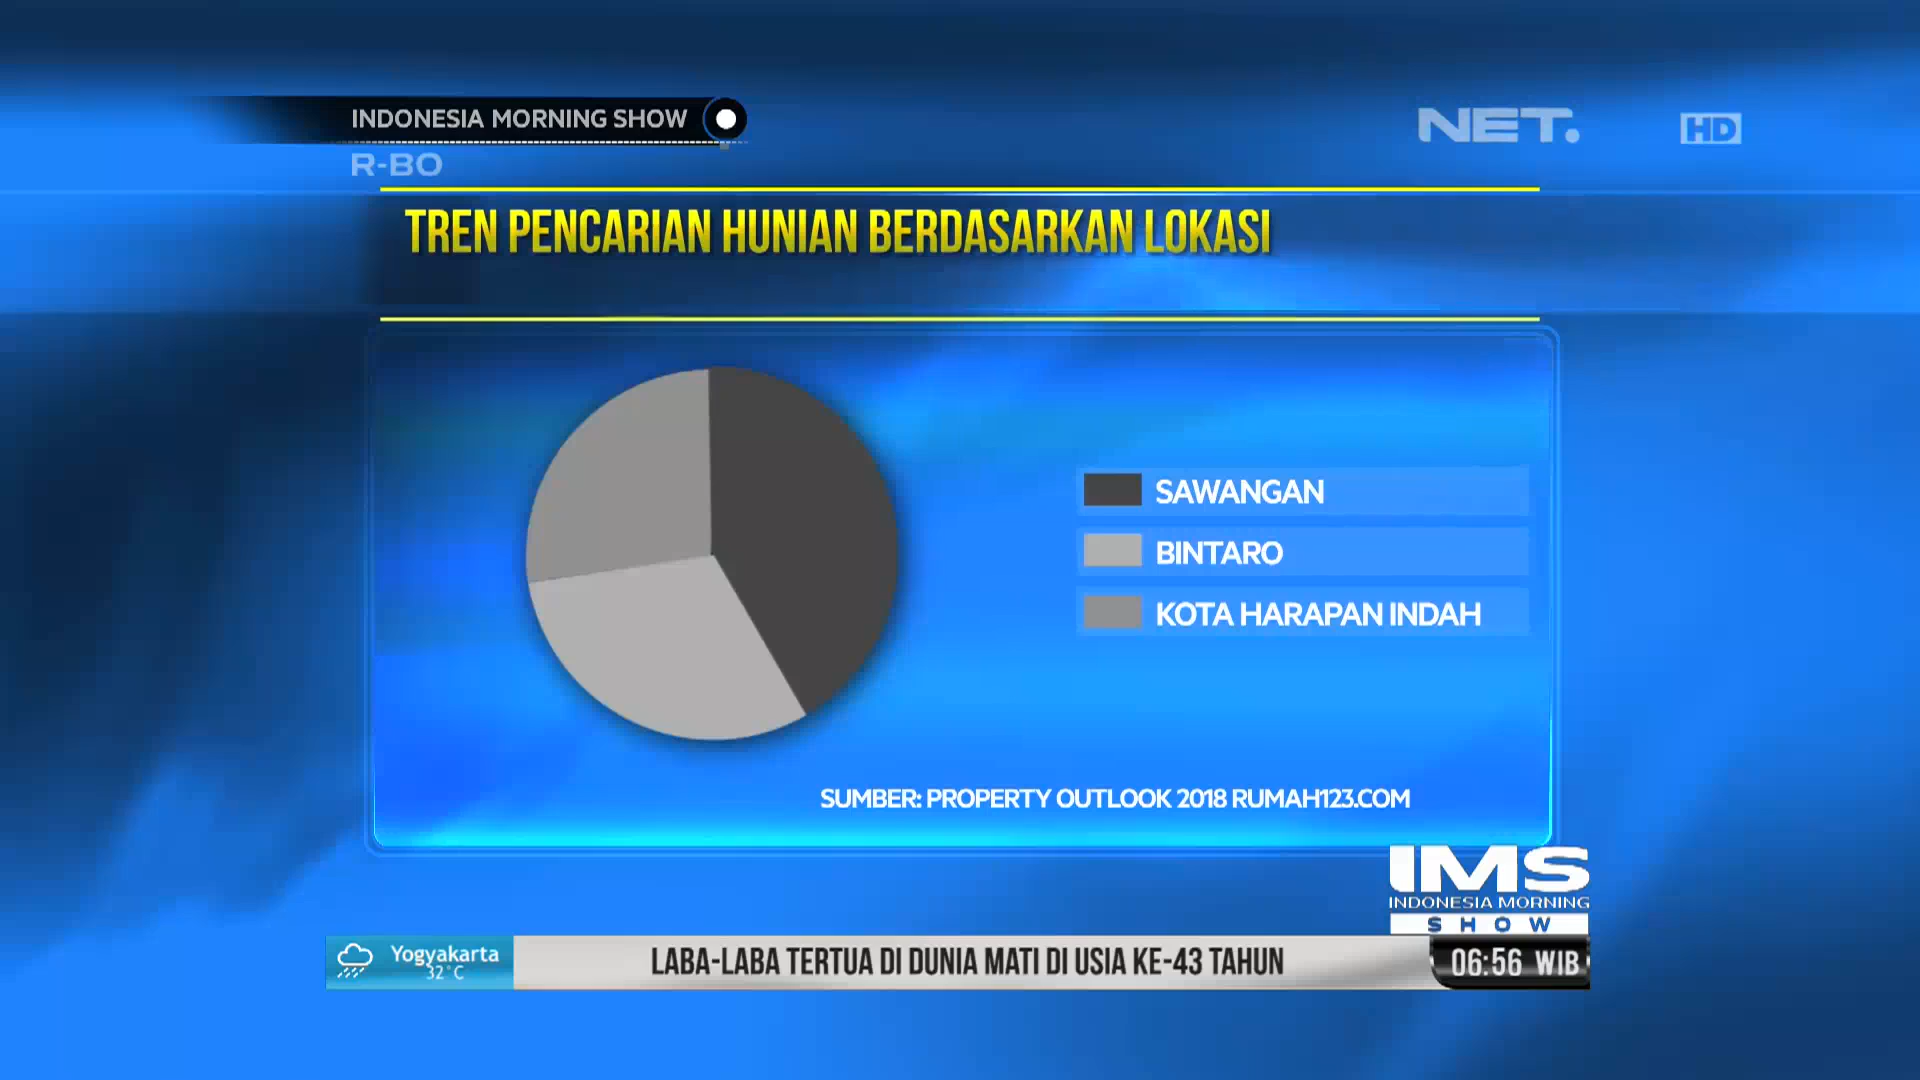 INDONESIA MORNING SHOW
NET.
HD
R-BO
TREN PENCARIAN HUNIAN BERDASARKAN LOKASI
SAWANGAN
BINTARO
KOTA HARAPAN INDAH
SUMBER: PROPERTY OUTLOOK 2018 RUMAH123.COM
IMS
INDONESIA MORNING
SHOW
Yogyakarta
32°C
LABA-LABA TERTUA DI DUNIA MATI DI USIA KE-43 TAHUN
06:56 WIB